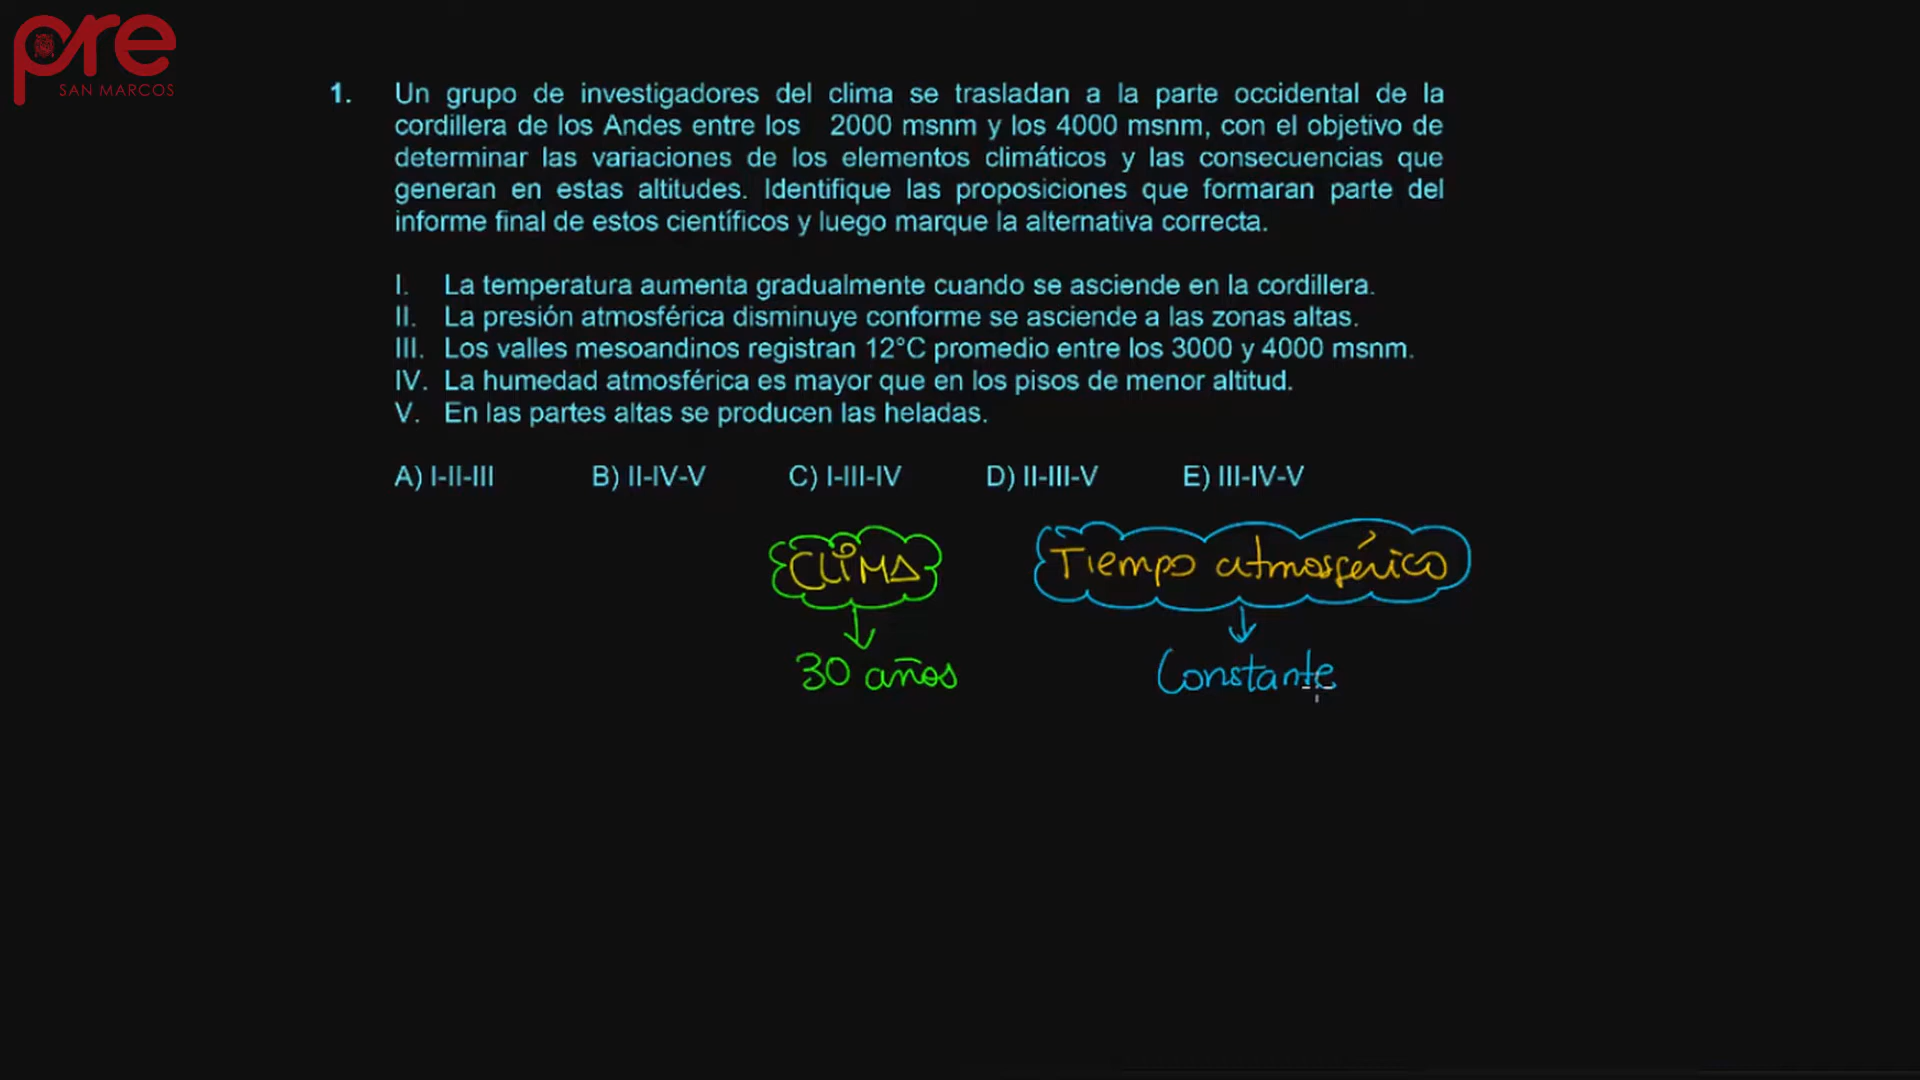 pre
SAN MARCOS
1. Un grupo de investigadores del clima se trasladan a la parte occidental de la
cordillera de los Andes entre los 2000 msnm y los 4000 msnm, con el objetivo de
determinar las variaciones de los elementos climáticos y las consecuencias que
generan en estas altitudes. Identifique las proposiciones que formaran parte del
informe final de estos científicos y luego marque la alternativa correcta.
I. La temperatura aumenta gradualmente cuando se asciende en la cordillera.
II. La presión atmosférica disminuye conforme se asciende a las zonas altas.
III. Los valles mesoandinos registran 12°C promedio entre los 3000 y 4000 msnm.
IV. La humedad atmosférica es mayor que en los pisos de menor altitud.
V. En las partes altas se producen las heladas.
A) I-II-III B) II-IV-V C) I-III-IV D) II-III-V E) III-IV-V
CLIMA Tiempo atmosférico
30 años Constante